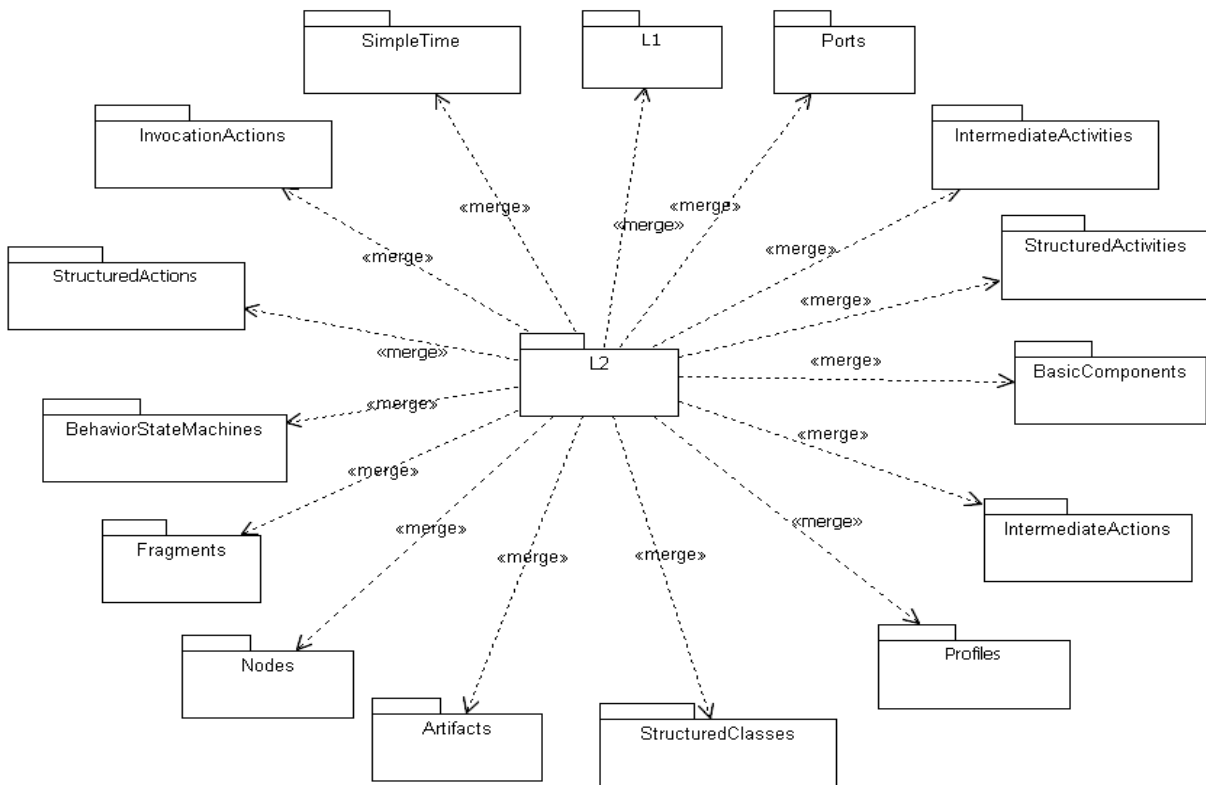 SimpleTime
L1
Ports
InvocationActions
IntermediateActivities
«merge»
«merge»
«merge»
StructuredActivities
StructuredActions
«merge»
«merge»
«merge»
«merge»
L2
«merge»
BasicComponents
«merge»
BehaviorStateMachines
«merge»
«merge»
Fragments
«merge»
«merge»
«merge»
«merge»
IntermediateActions
Nodes
Profiles
Artifacts
StructuredClasses